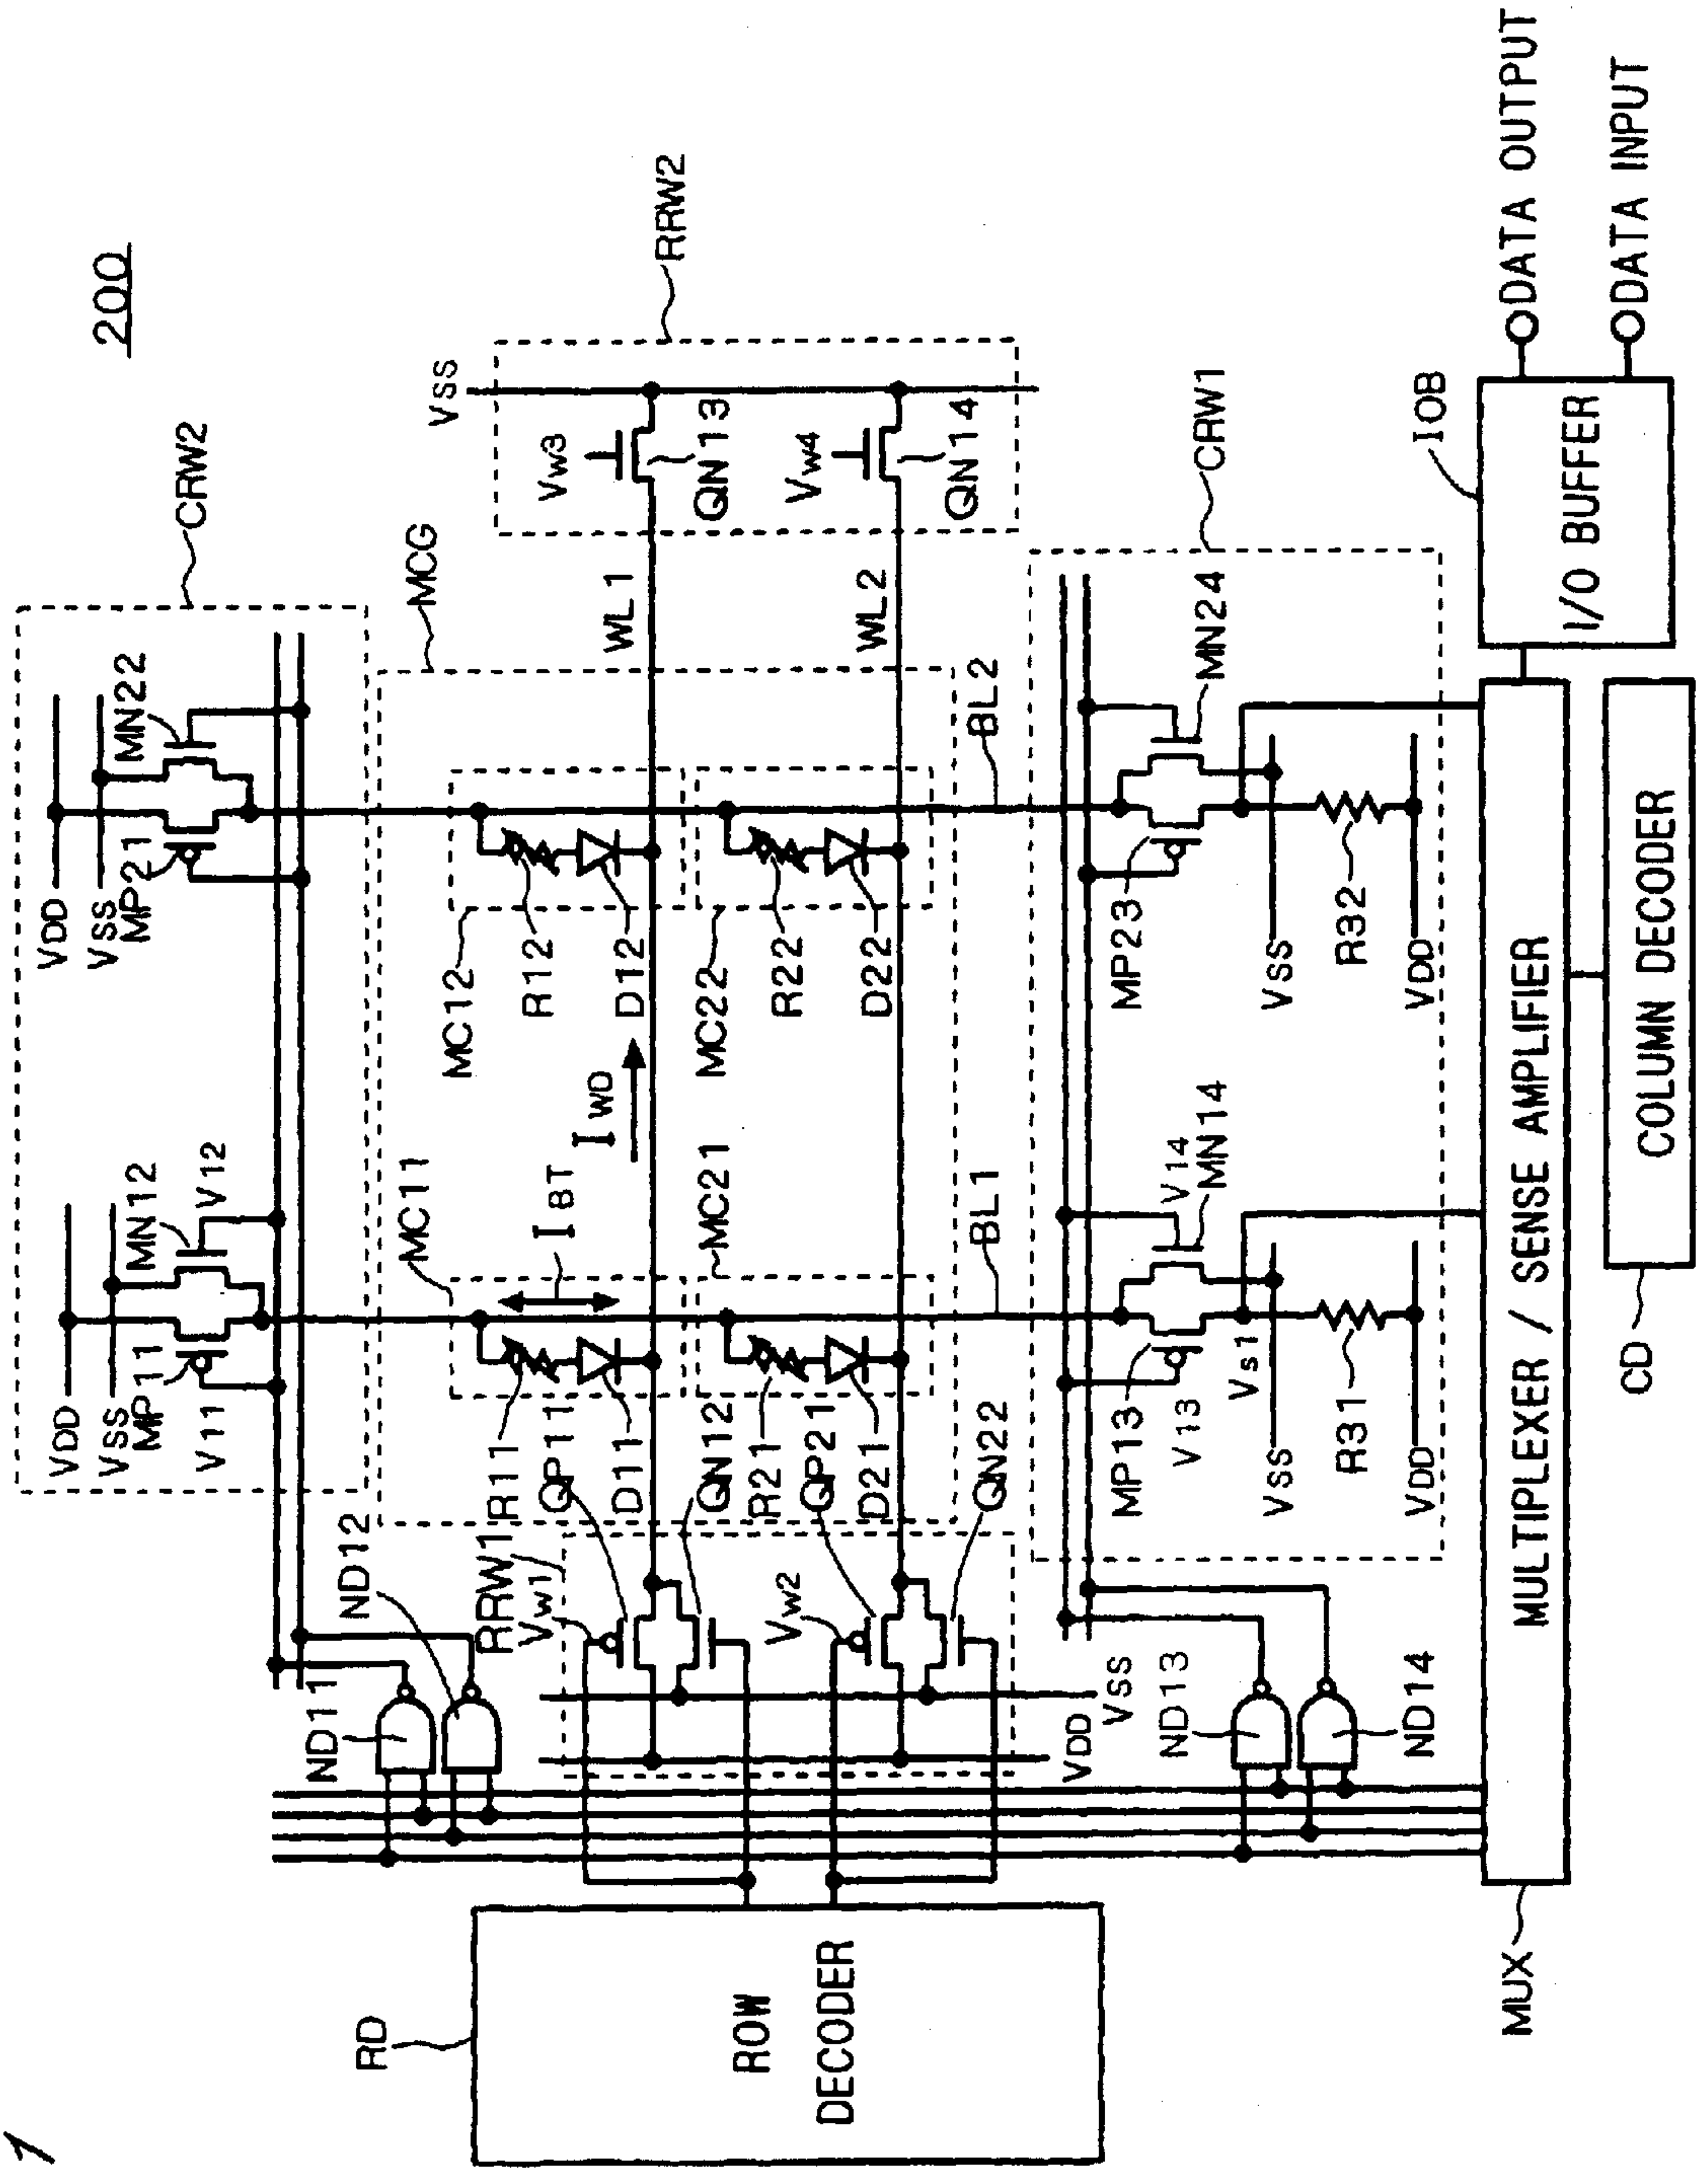 1
200
CRW2
VDD
VSS
MP11
V11
MN12
V12
VDD
VSS
MP21
MN22
ND11
ND12
MCG
MC11
R11
D11
IBT
IWD
MC12
R12
D12
WL1
MC21
R21
D21
MC22
R22
D22
WL2
BL1
BL2
RRW1
Vw1
QP11
QN12
Vw2
QP21
QN22
VDD
VSS
RRW2
VSS
Vw3
QN13
Vw4
QN14
RD
ROW
DECODER
ND13
ND14
CRW1
MP13
V13
V14
MN14
Vs1
VSS
R31
VDD
MP23
MN24
VSS
R32
VDD
MUX
MULTIPLEXER / SENSE AMPLIFIER
CD
COLUMN DECODER
IOB
I/O BUFFER
DATA OUTPUT
DATA INPUT